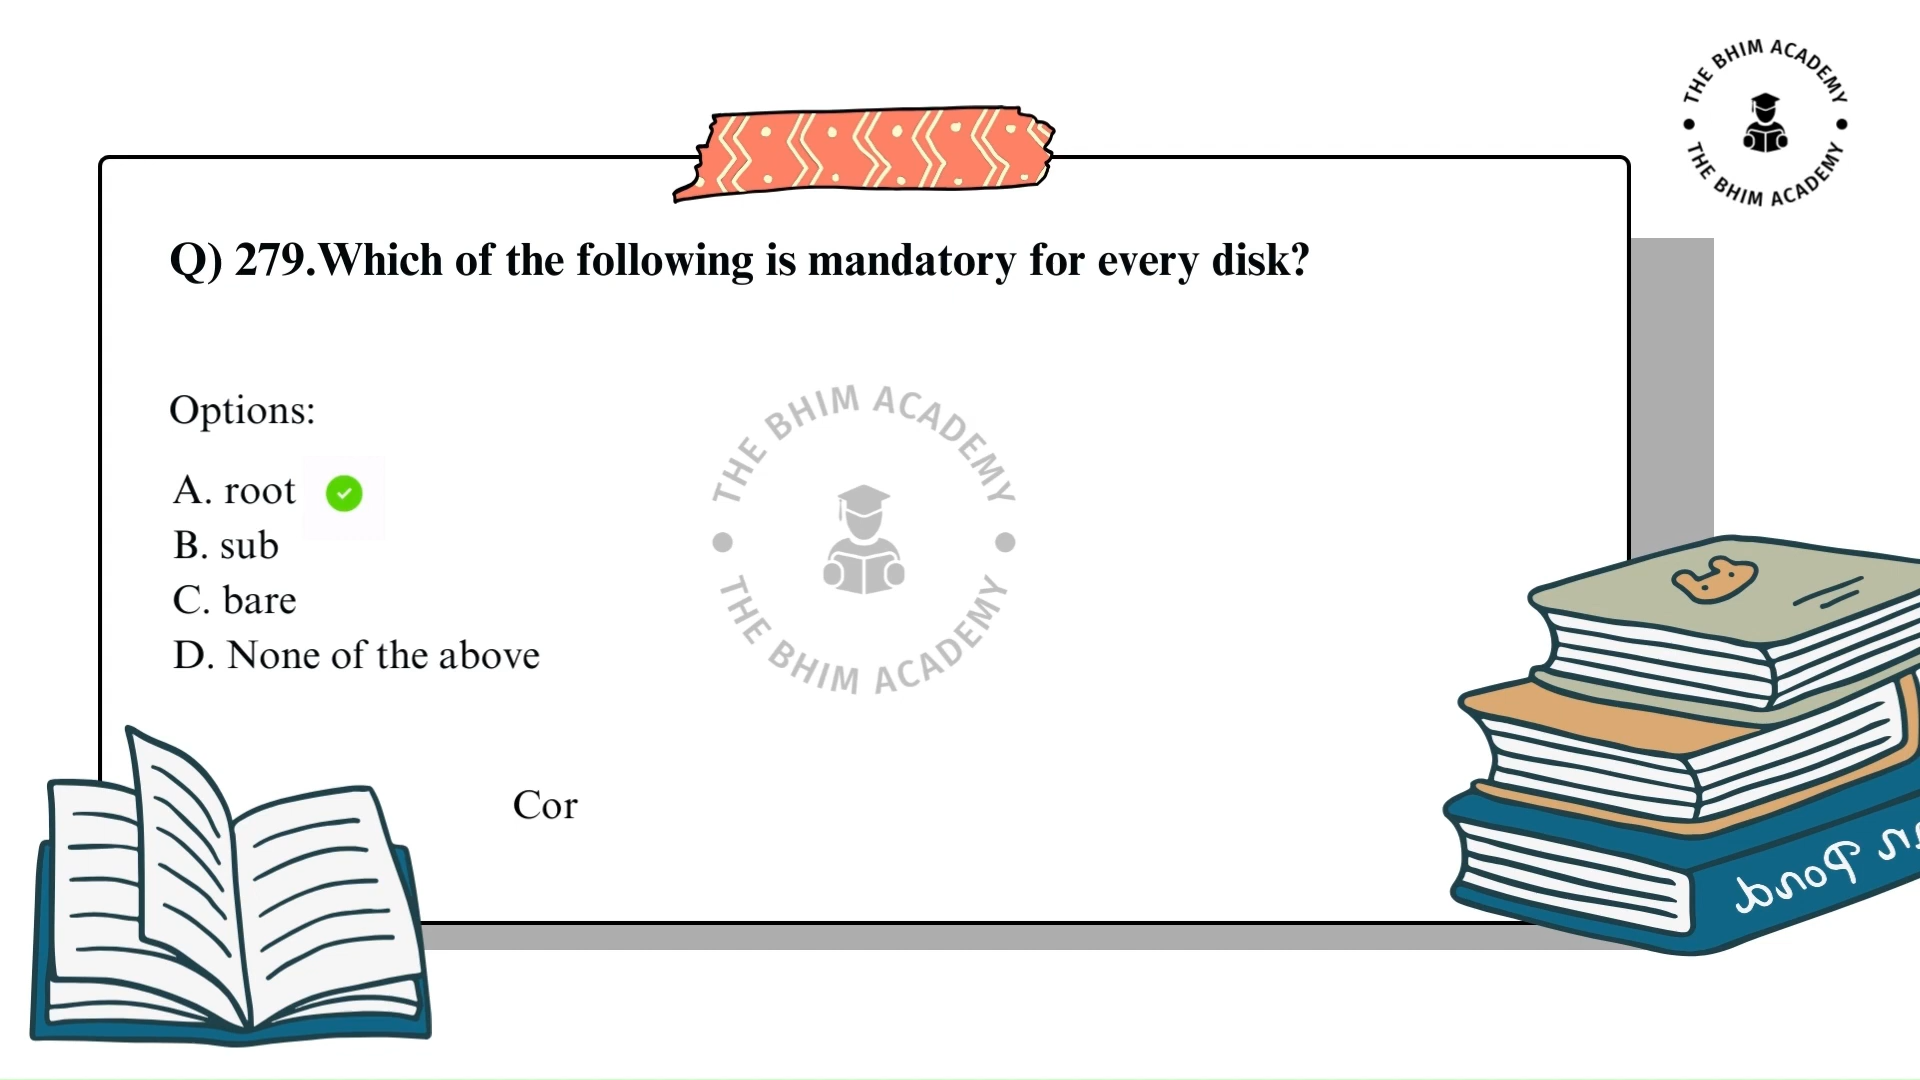 THE BHIM ACADEMY
THE BHIM ACADEMY
Q) 279.Which of the following is mandatory for every disk?
Options:
THE BHIM ACADEMY
A. root
B. sub
C. bare
D. None of the above
THE BHIM ACADEMY
Cor
Pond